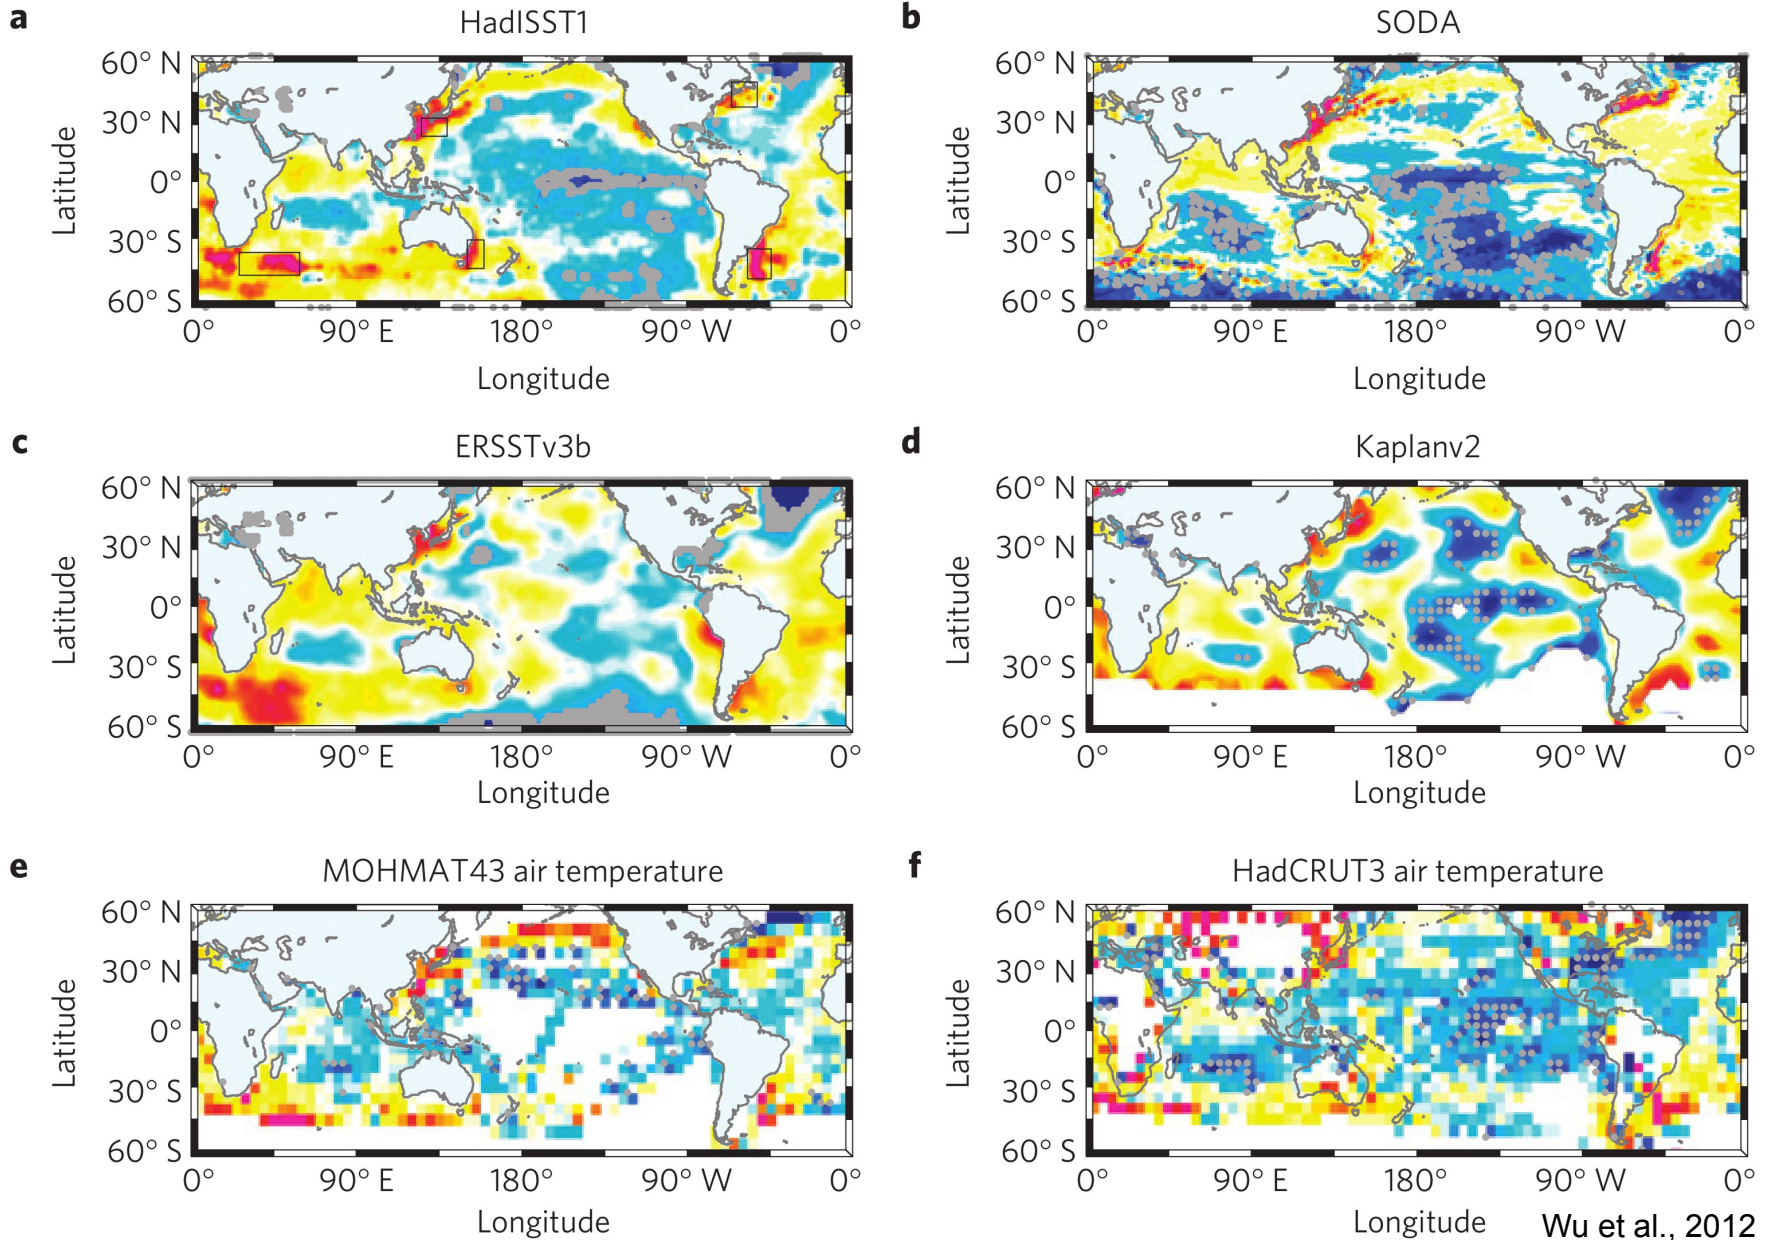 a HadISST1
60° N
30° N
0°
30° S
60° S
Latitude
0° 90° E 180° 90° W 0°
Longitude
b SODA
60° N
30° N
0°
30° S
60° S
Latitude
0° 90° E 180° 90° W 0°
Longitude
c ERSSTv3b
60° N
30° N
0°
30° S
60° S
Latitude
0° 90° E 180° 90° W 0°
Longitude
d Kaplanv2
60° N
30° N
0°
30° S
60° S
Latitude
0° 90° E 180° 90° W 0°
Longitude
e MOHMAT43 air temperature
60° N
30° N
0°
30° S
60° S
Latitude
0° 90° E 180° 90° W 0°
Longitude
f HadCRUT3 air temperature
60° N
30° N
0°
30° S
60° S
Latitude
0° 90° E 180° 90° W 0°
Longitude
Wu et al., 2012